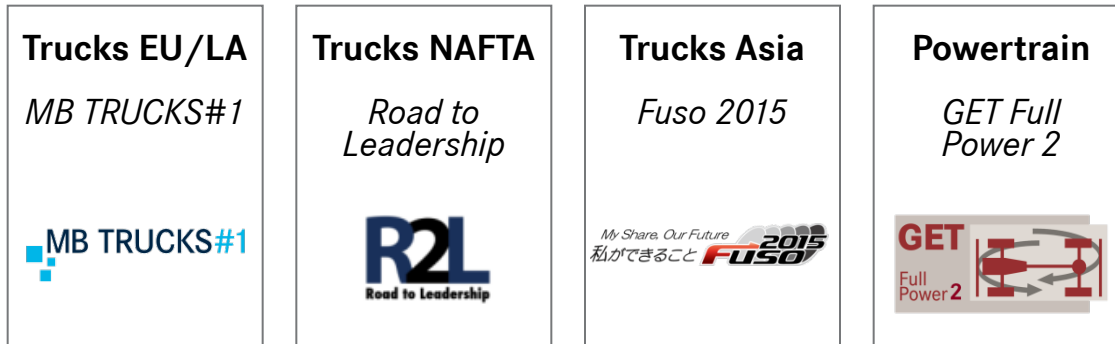 Trucks EU/LA
MB TRUCKS#1
MB TRUCKS#1
Trucks NAFTA
Road to
Leadership
R2L
Road to Leadership
Trucks Asia
Fuso 2015
My Share. Our Future
私ができること
2015
FUSO
Powertrain
GET Full
Power 2
GET
Full
Power 2